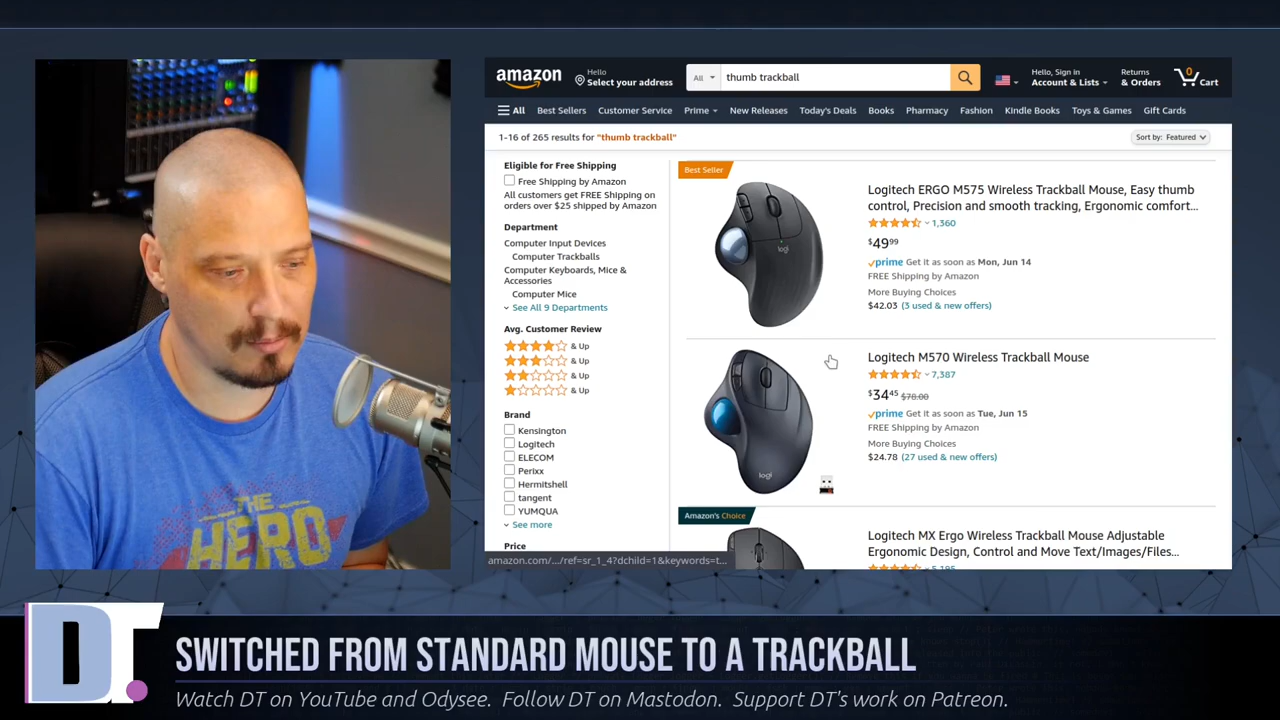 amazon
Hello
Select your address
All
thumb trackball
Hello, Sign in
Account & Lists
Returns
& Orders
0
Cart
All
Best Sellers
Customer Service
Prime
New Releases
Today's Deals
Books
Pharmacy
Fashion
Kindle Books
Toys & Games
Gift Cards
1-16 of 265 results for "thumb trackball"
Sort by: Featured
Eligible for Free Shipping
Free Shipping by Amazon
All customers get FREE Shipping on
orders over $25 shipped by Amazon
Department
Computer Input Devices
Computer Trackballs
Computer Keyboards, Mice &
Accessories
Computer Mice
See All 9 Departments
Avg. Customer Review
& Up
& Up
& Up
& Up
Brand
Kensington
Logitech
ELECOM
Perixx
Hermitshell
tangent
YUMQUA
See more
Price
amazon.com/.../ref=sr_1_4?dchild=1&keywords=t...
Best Seller
logi
Logitech ERGO M575 Wireless Trackball Mouse, Easy thumb
control, Precision and smooth tracking, Ergonomic comfort...
1,360
$49.99
prime Get it as soon as Mon, Jun 14
FREE Shipping by Amazon
More Buying Choices
$42.03 (3 used & new offers)
logi
Logitech M570 Wireless Trackball Mouse
7,387
$34.45 $78.00
prime Get it as soon as Tue, Jun 15
FREE Shipping by Amazon
More Buying Choices
$24.78 (27 used & new offers)
Amazon's Choice
Logitech MX Ergo Wireless Trackball Mouse Adjustable
Ergonomic Design, Control and Move Text/Images/Files...
5,195
THE
HERO
DT.
SWITCHED FROM STANDARD MOUSE TO A TRACKBALL
Watch DT on YouTube and Odysee. Follow DT on Mastodon. Support DT's work on Patreon.